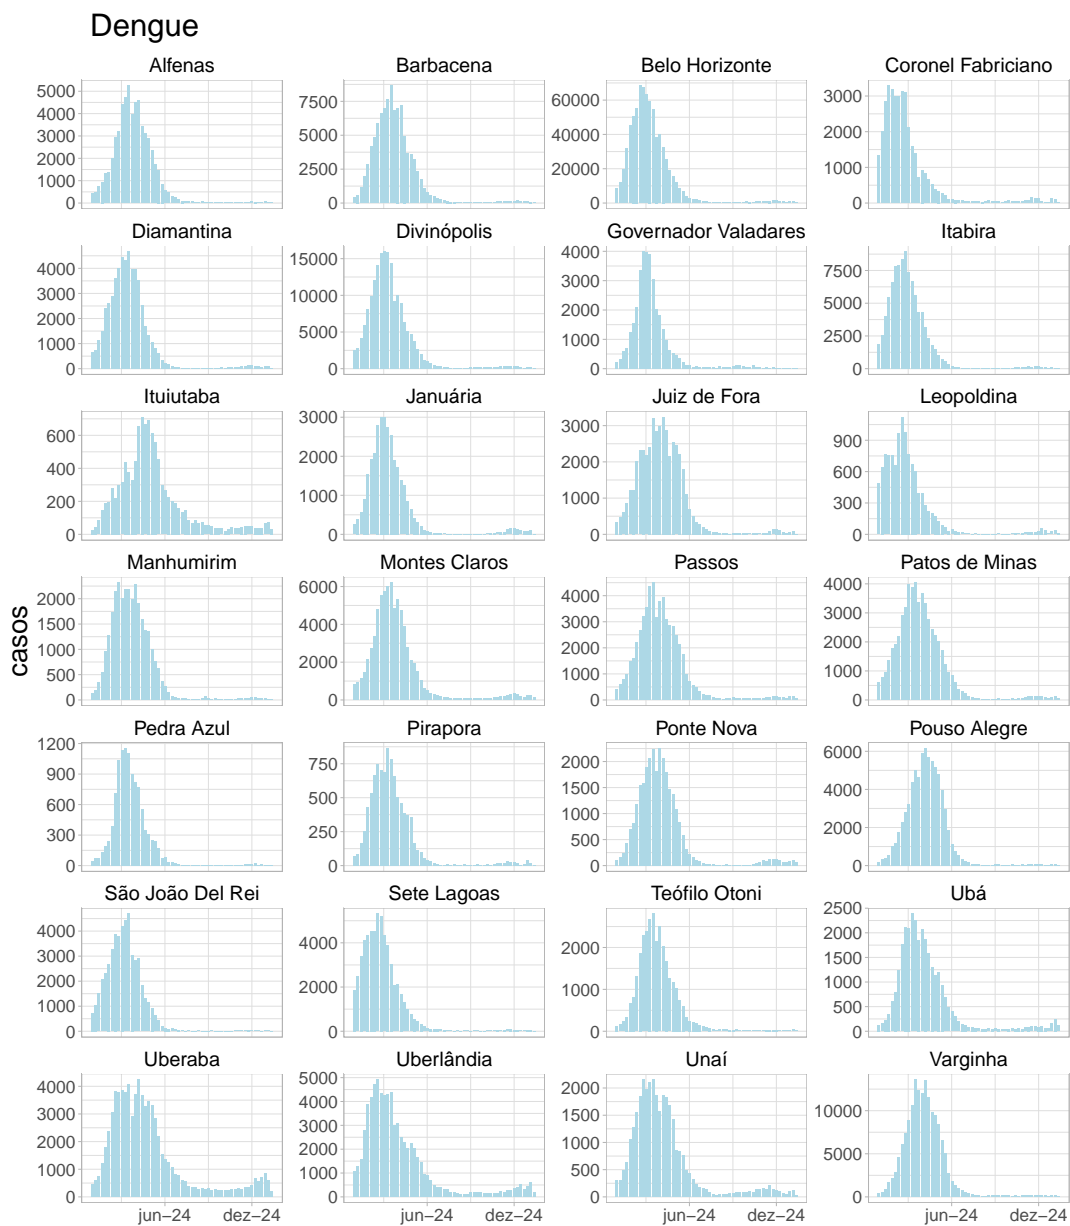 Dengue
Alfenas Barbacena Belo Horizonte Coronel Fabriciano
5000 4000 3000 2000 1000 0
7500 5000 2500 0
60000 40000 20000 0
3000 2000 1000 0
Diamantina Divinópolis Governador Valadares Itabira
4000 3000 2000 1000 0
15000 10000 5000 0
4000 3000 2000 1000 0
7500 5000 2500 0
Ituiutaba Januária Juiz de Fora Leopoldina
600 400 200 0
3000 2000 1000 0
3000 2000 1000 0
900 600 300 0
Manhumirim Montes Claros Passos Patos de Minas
2000 1500 1000 500 0
6000 4000 2000 0
4000 3000 2000 1000 0
4000 3000 2000 1000 0
casos
Pedra Azul Pirapora Ponte Nova Pouso Alegre
1200 900 600 300 0
750 500 250 0
2000 1500 1000 500 0
6000 4000 2000 0
São João Del Rei Sete Lagoas Teófilo Otoni Ubá
4000 3000 2000 1000 0
4000 2000 0
2000 1000 0
2500 2000 1500 1000 500 0
Uberaba Uberlândia Unaí Varginha
4000 3000 2000 1000 0
5000 4000 3000 2000 1000 0
2000 1500 1000 500 0
10000 5000 0
jun−24 dez−24 jun−24 dez−24 jun−24 dez−24 jun−24 dez−24